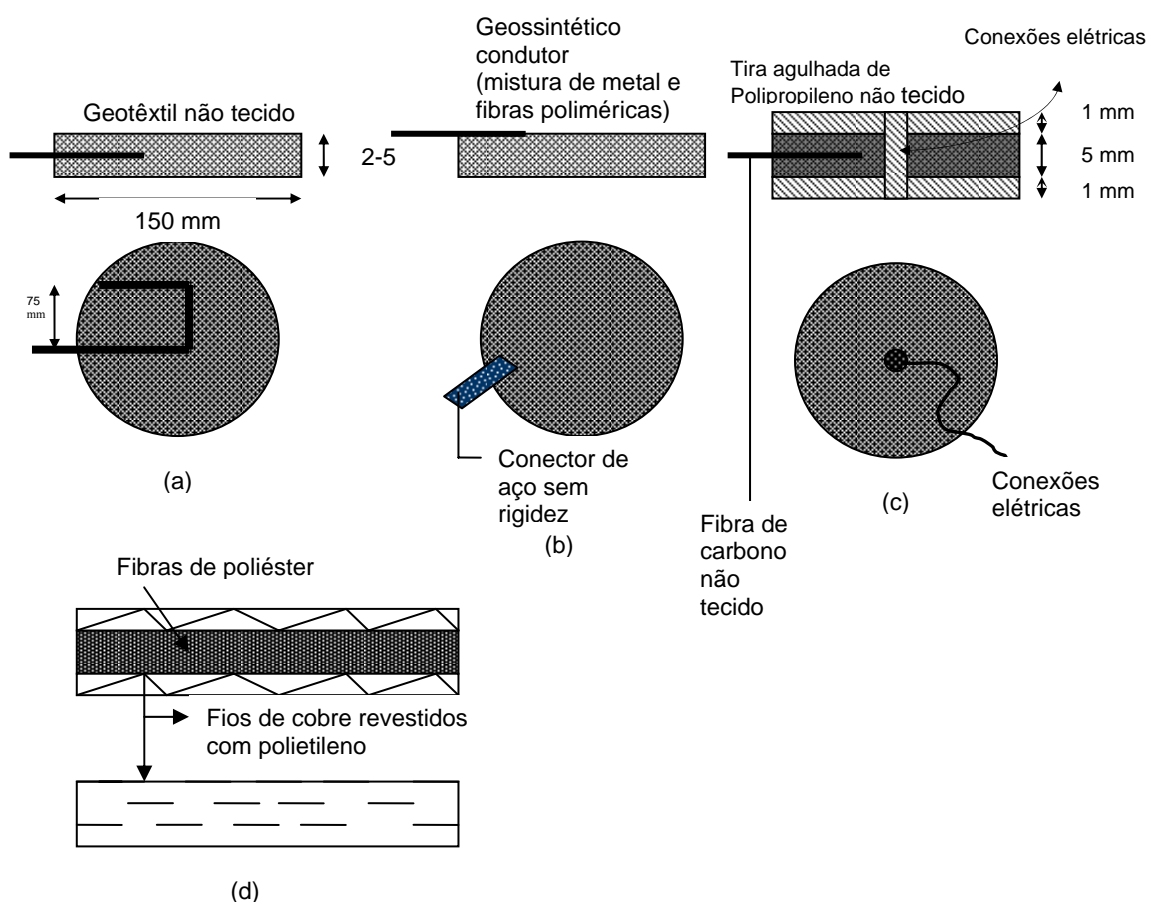 Geotêxtil não tecido
2-5
150 mm
75
mm
(a)
Geossintético
condutor
(mistura de metal e
fibras poliméricas)
Conector de
aço sem
rigidez
(b)
Conexões elétricas
Tira agulhada de
Polipropileno não tecido
1 mm
5 mm
1 mm
Fibra de
carbono
não
tecido
Conexões
elétricas
(c)
Fibras de poliéster
Fios de cobre revestidos
com polietileno
(d)